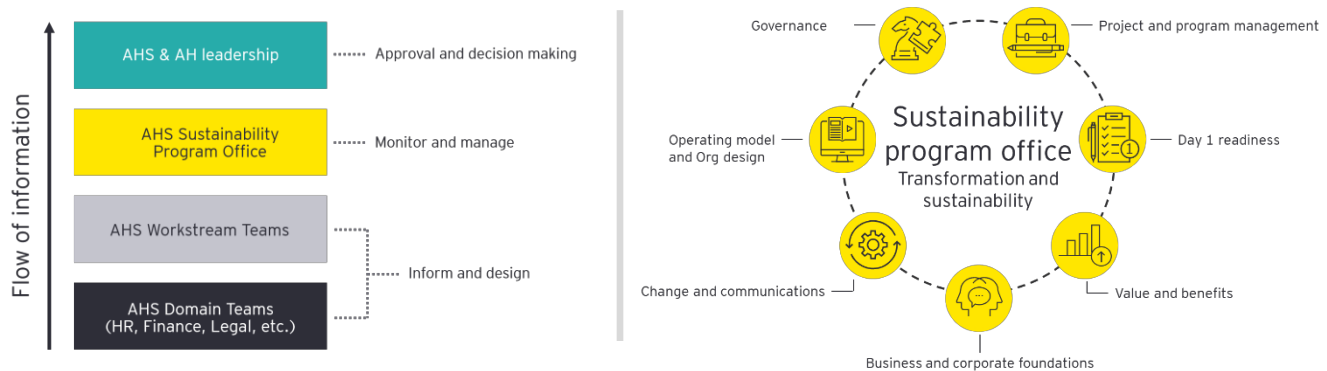 Flow of information
AHS & AH leadership
Approval and decision making
AHS Sustainability
Program Office
Monitor and manage
AHS Workstream Teams
Inform and design
AHS Domain Teams
(HR, Finance, Legal, etc.)
Governance
Project and program management
Operating model
and Org design
Sustainability
program office
Transformation and
sustainability
1
Day 1 readiness
Change and communications
Value and benefits
Business and corporate foundations